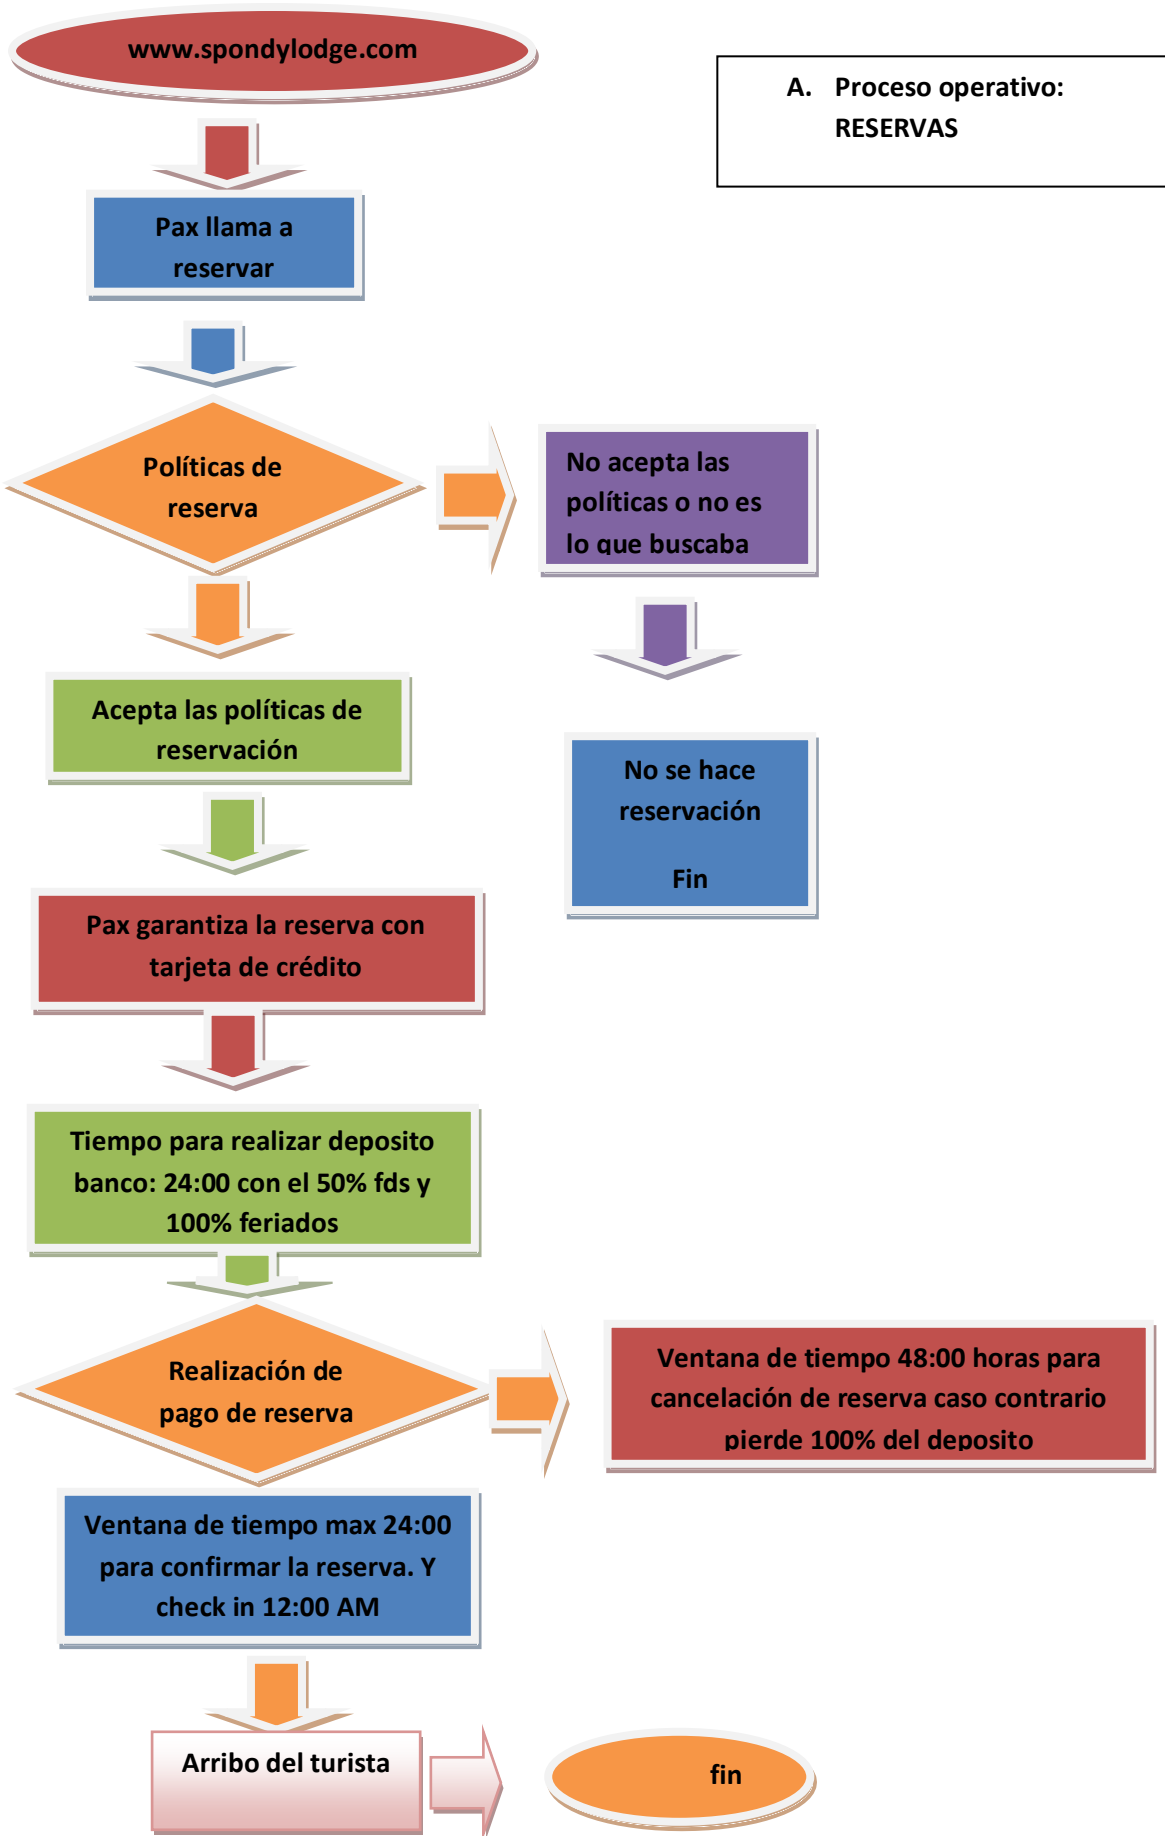 www.spondylodge.com
A. Proceso operativo:
RESERVAS
Pax llama a
reservar
Políticas de
reserva
No acepta las
políticas o no es
lo que buscaba
Acepta las políticas de
reservación
No se hace
reservación
Fin
Pax garantiza la reserva con
tarjeta de crédito
Tiempo para realizar deposito
banco: 24:00 con el 50% fds y
100% feriados
Realización de
pago de reserva
Ventana de tiempo 48:00 horas para
cancelación de reserva caso contrario
pierde 100% del deposito
Ventana de tiempo max 24:00
para confirmar la reserva. Y
check in 12:00 AM
Arribo del turista
fin